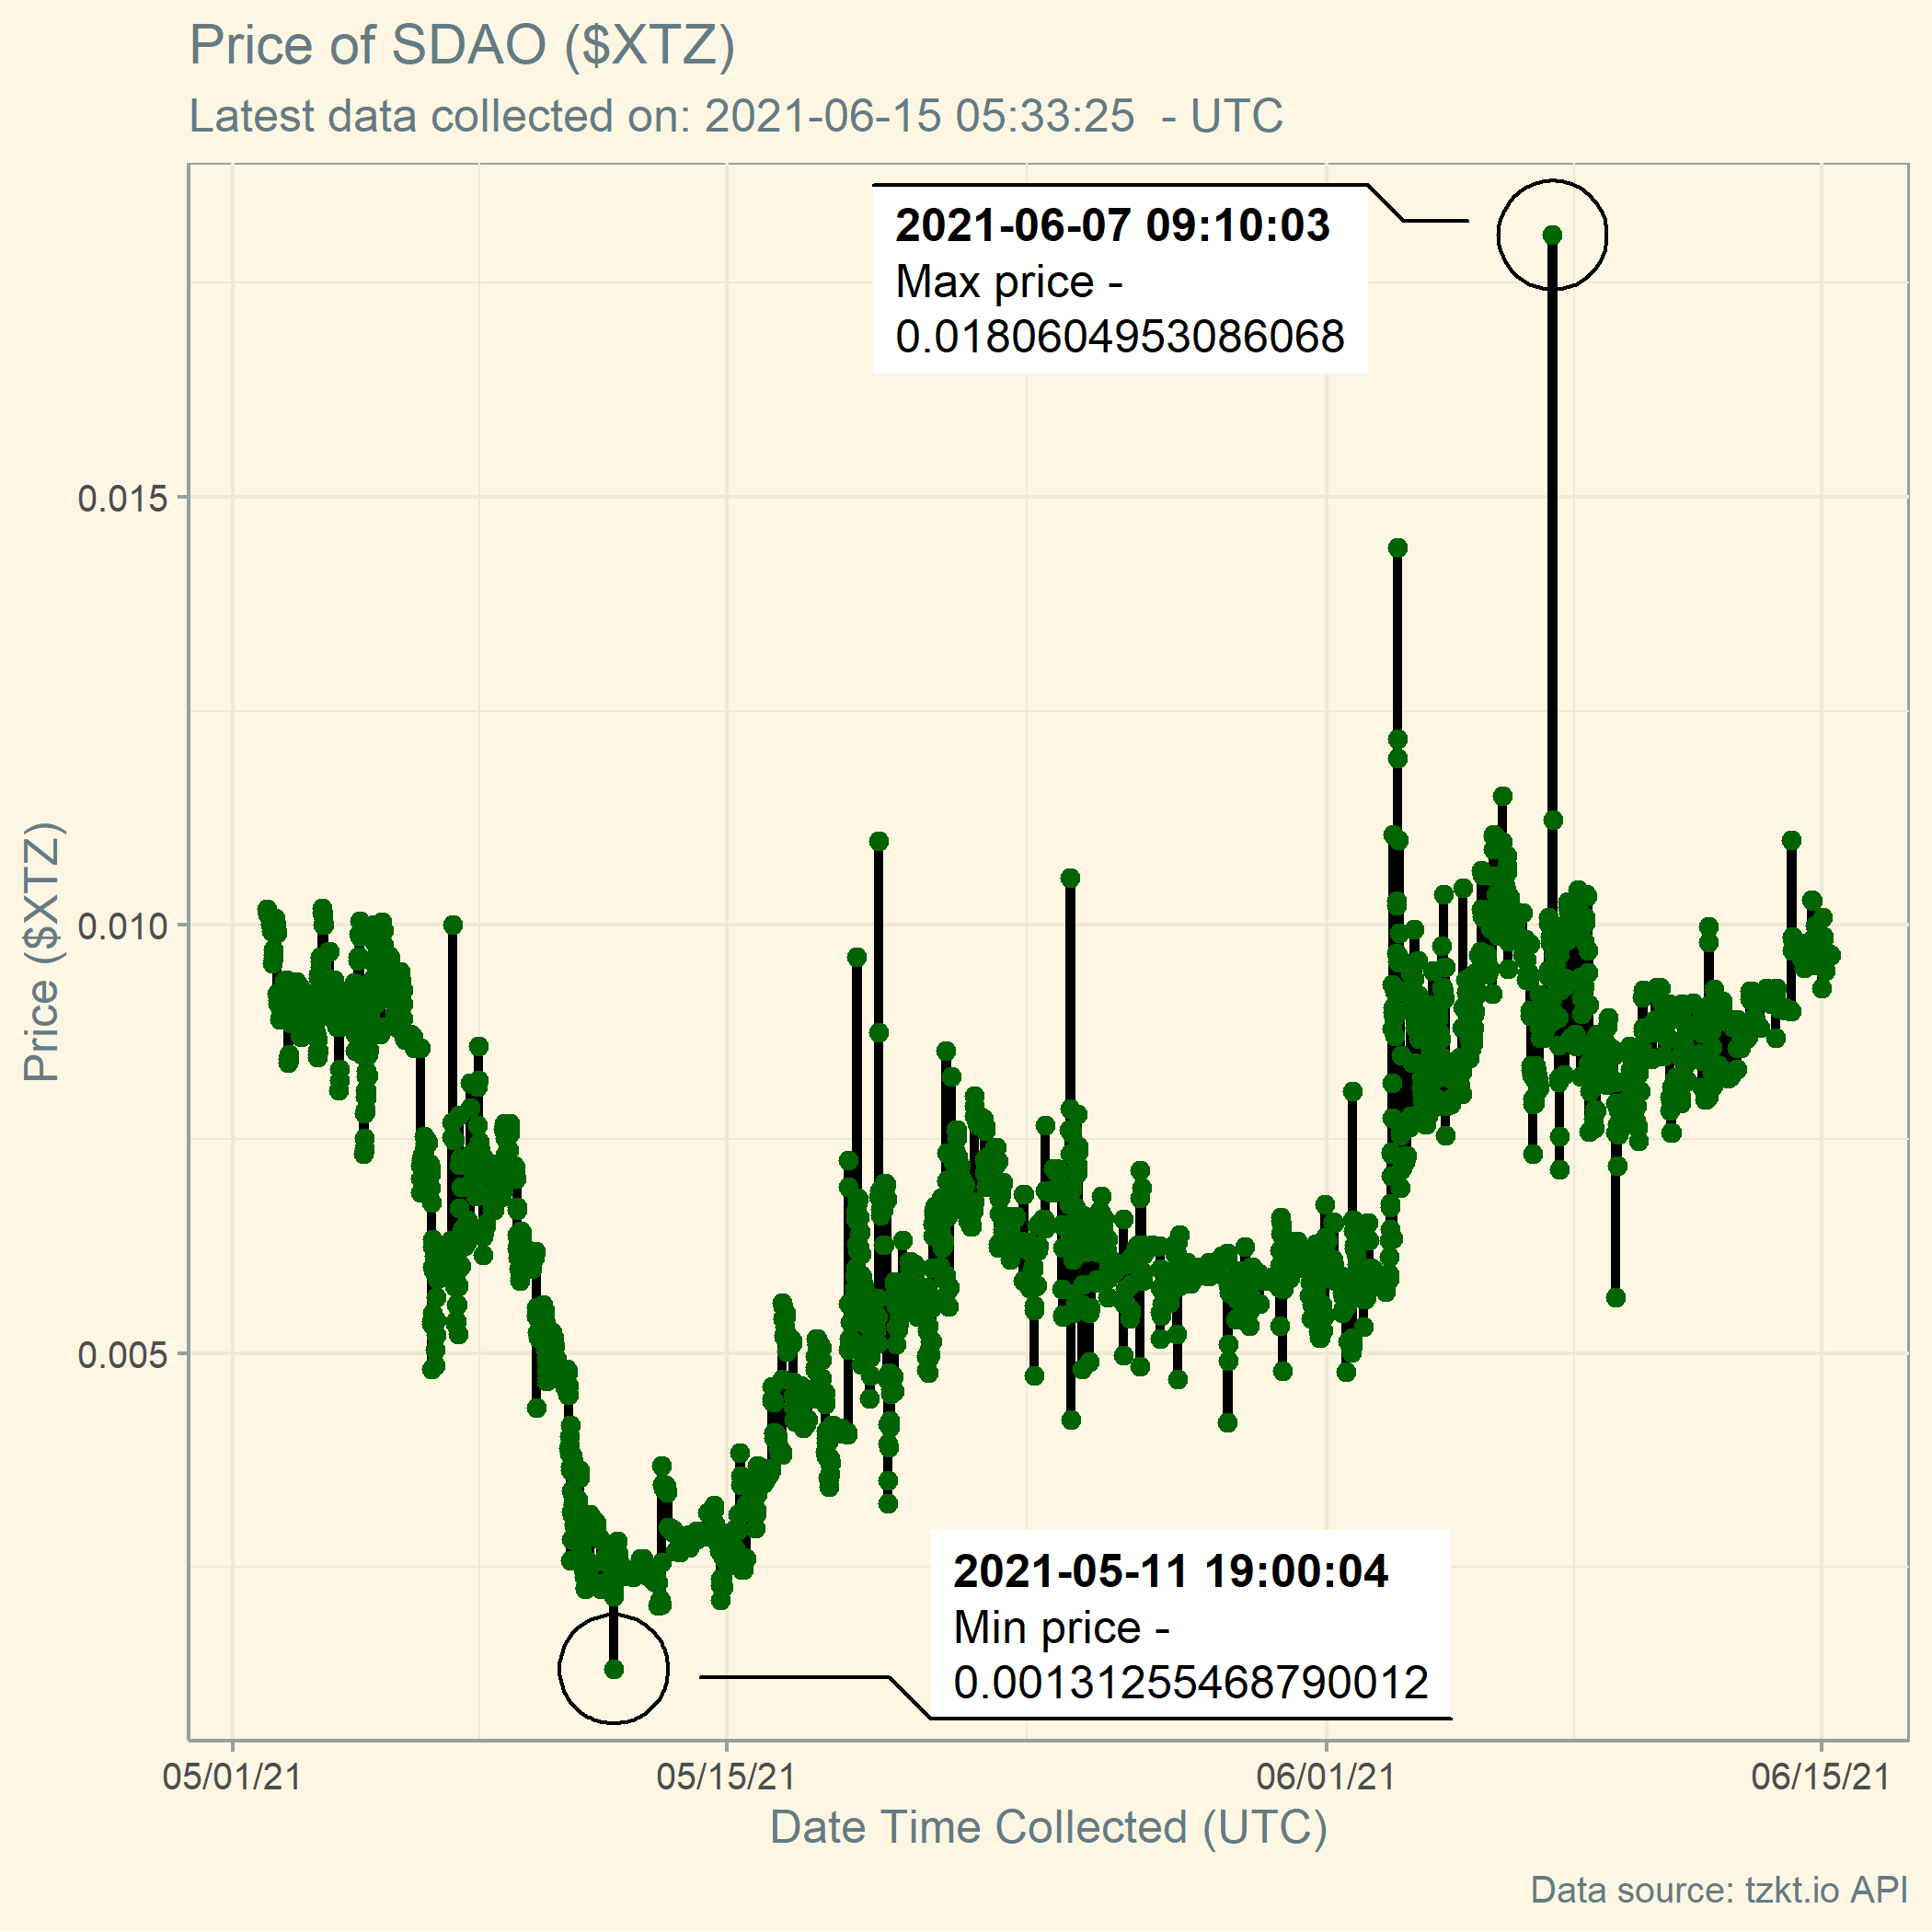 Price of SDAO ($XTZ)
Latest data collected on: 2021-06-15 05:33:25  - UTC
2021-06-07 09:10:03
Max price -
0.0180604953086068
0.015
0.010
0.005
Price ($XTZ)
2021-05-11 19:00:04
Min price -
0.00131255468790012
05/01/21
05/15/21
06/01/21
06/15/21
Date Time Collected (UTC)
Data source: tzkt.io API